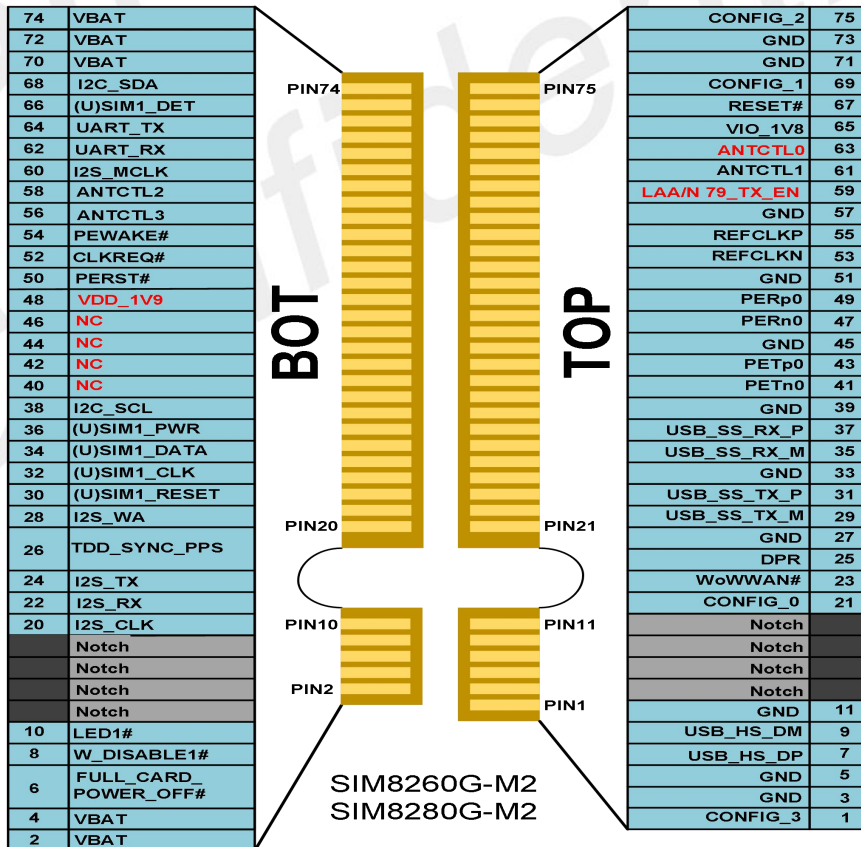 74 VBAT
72 VBAT
70 VBAT
68 I2C_SDA
66 (U)SIM1_DET
64 UART_TX
62 UART_RX
60 I2S_MCLK
58 ANTCTL2
56 ANTCTL3
54 PEWAKE#
52 CLKREQ#
50 PERST#
48 VDD_1V9
46 NC
44 NC
42 NC
40 NC
38 I2C_SCL
36 (U)SIM1_PWR
34 (U)SIM1_DATA
32 (U)SIM1_CLK
30 (U)SIM1_RESET
28 I2S_WA
26 TDD_SYNC_PPS
24 I2S_TX
22 I2S_RX
20 I2S_CLK
Notch
Notch
Notch
Notch
10 LED1#
8 W_DISABLE1#
6 FULL_CARD_
POWER_OFF#
4 VBAT
2 VBAT
PIN74
BOT
PIN20
PIN10
PIN2
PIN75
TOP
PIN21
PIN11
PIN1
SIM8260G-M2
SIM8280G-M2
CONFIG_2 75
GND 73
GND 71
CONFIG_1 69
RESET# 67
VIO_1V8 65
ANTCTL0 63
ANTCTL1 61
LAA/N 79_TX_EN 59
GND 57
REFCLKP 55
REFCLKN 53
GND 51
PERp0 49
PERn0 47
GND 45
PETp0 43
PETn0 41
GND 39
USB_SS_RX_P 37
USB_SS_RX_M 35
GND 33
USB_SS_TX_P 31
USB_SS_TX_M 29
GND 27
DPR 25
WoWWAN# 23
CONFIG_0 21
Notch
Notch
Notch
Notch
GND 11
USB_HS_DM 9
USB_HS_DP 7
GND 5
GND 3
CONFIG_3 1